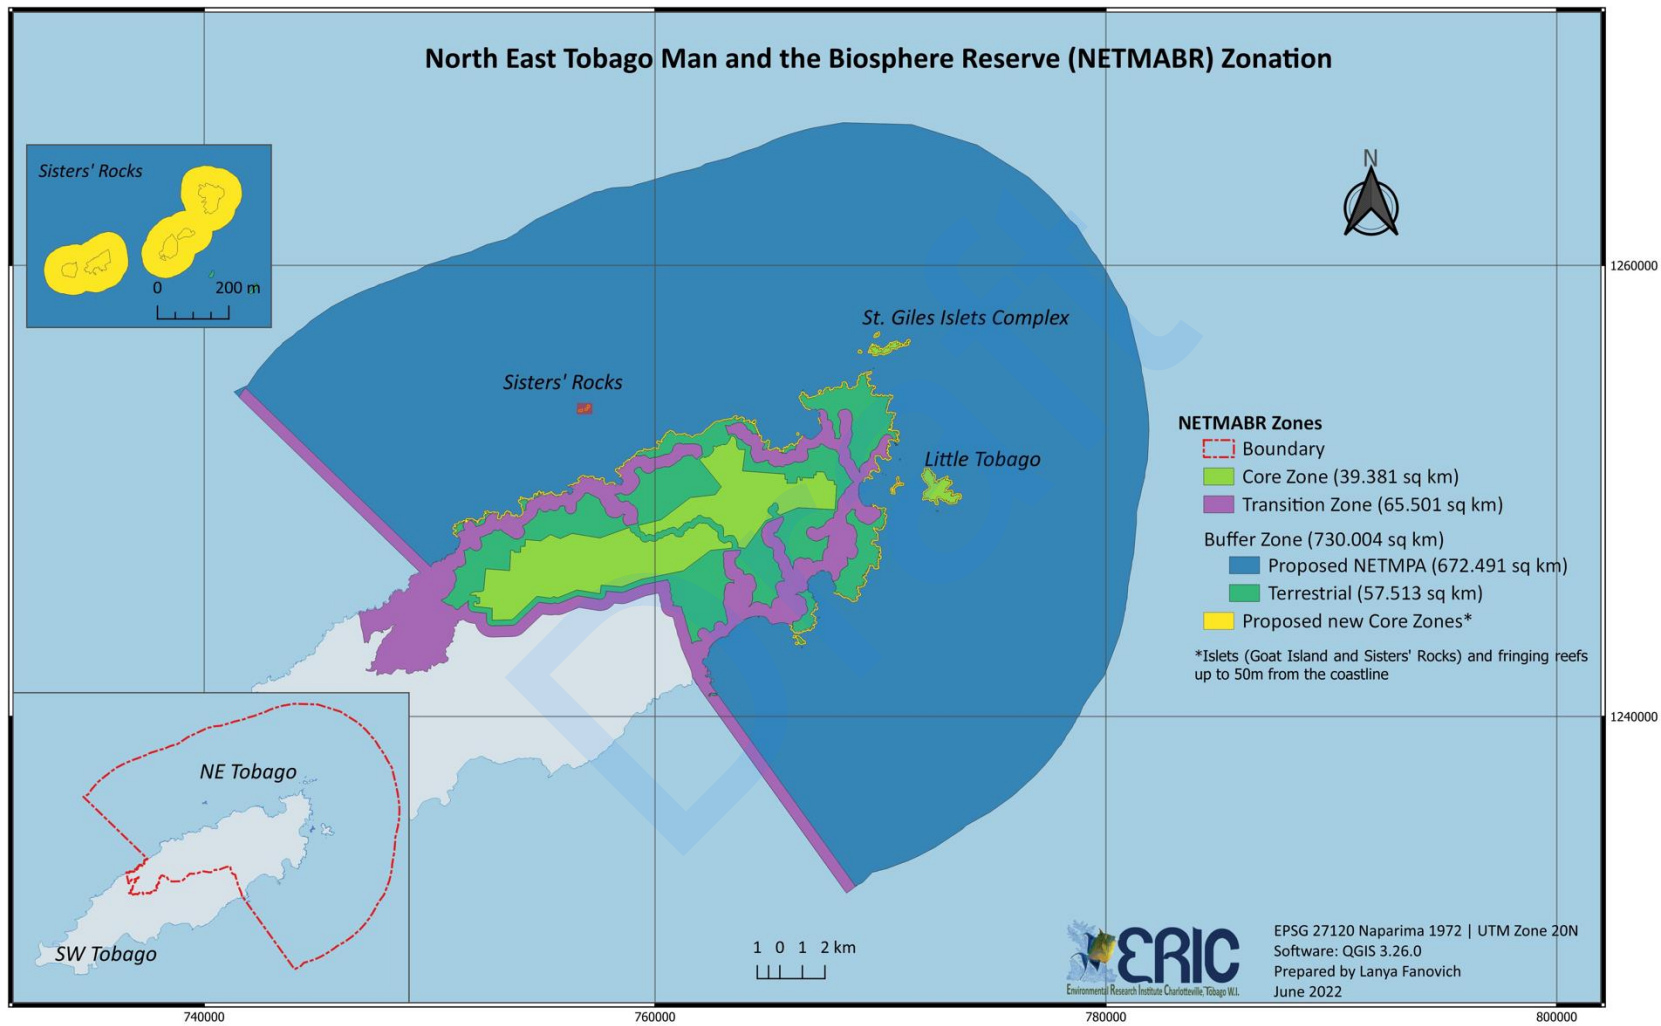 North East Tobago Man and the Biosphere Reserve (NETMABR) Zonation
Sisters' Rocks
0 200 m
N
1260000
St. Giles Islets Complex
Sisters' Rocks
Little Tobago
NETMABR Zones
Boundary
Core Zone (39.381 sq km)
Transition Zone (65.501 sq km)
Buffer Zone (730.004 sq km)
Proposed NETMPA (672.491 sq km)
Terrestrial (57.513 sq km)
Proposed new Core Zones*
*Islets (Goat Island and Sisters' Rocks) and fringing reefs
up to 50m from the coastline
1240000
NE Tobago
SW Tobago
1 0 1 2 km
ERIC
Environmental Research Institute Charlotteville, Tobago W.I.
EPSG 27120 Naparima 1972 | UTM Zone 20N
Software: QGIS 3.26.0
Prepared by Lanya Fanovich
June 2022
740000 760000 780000 800000